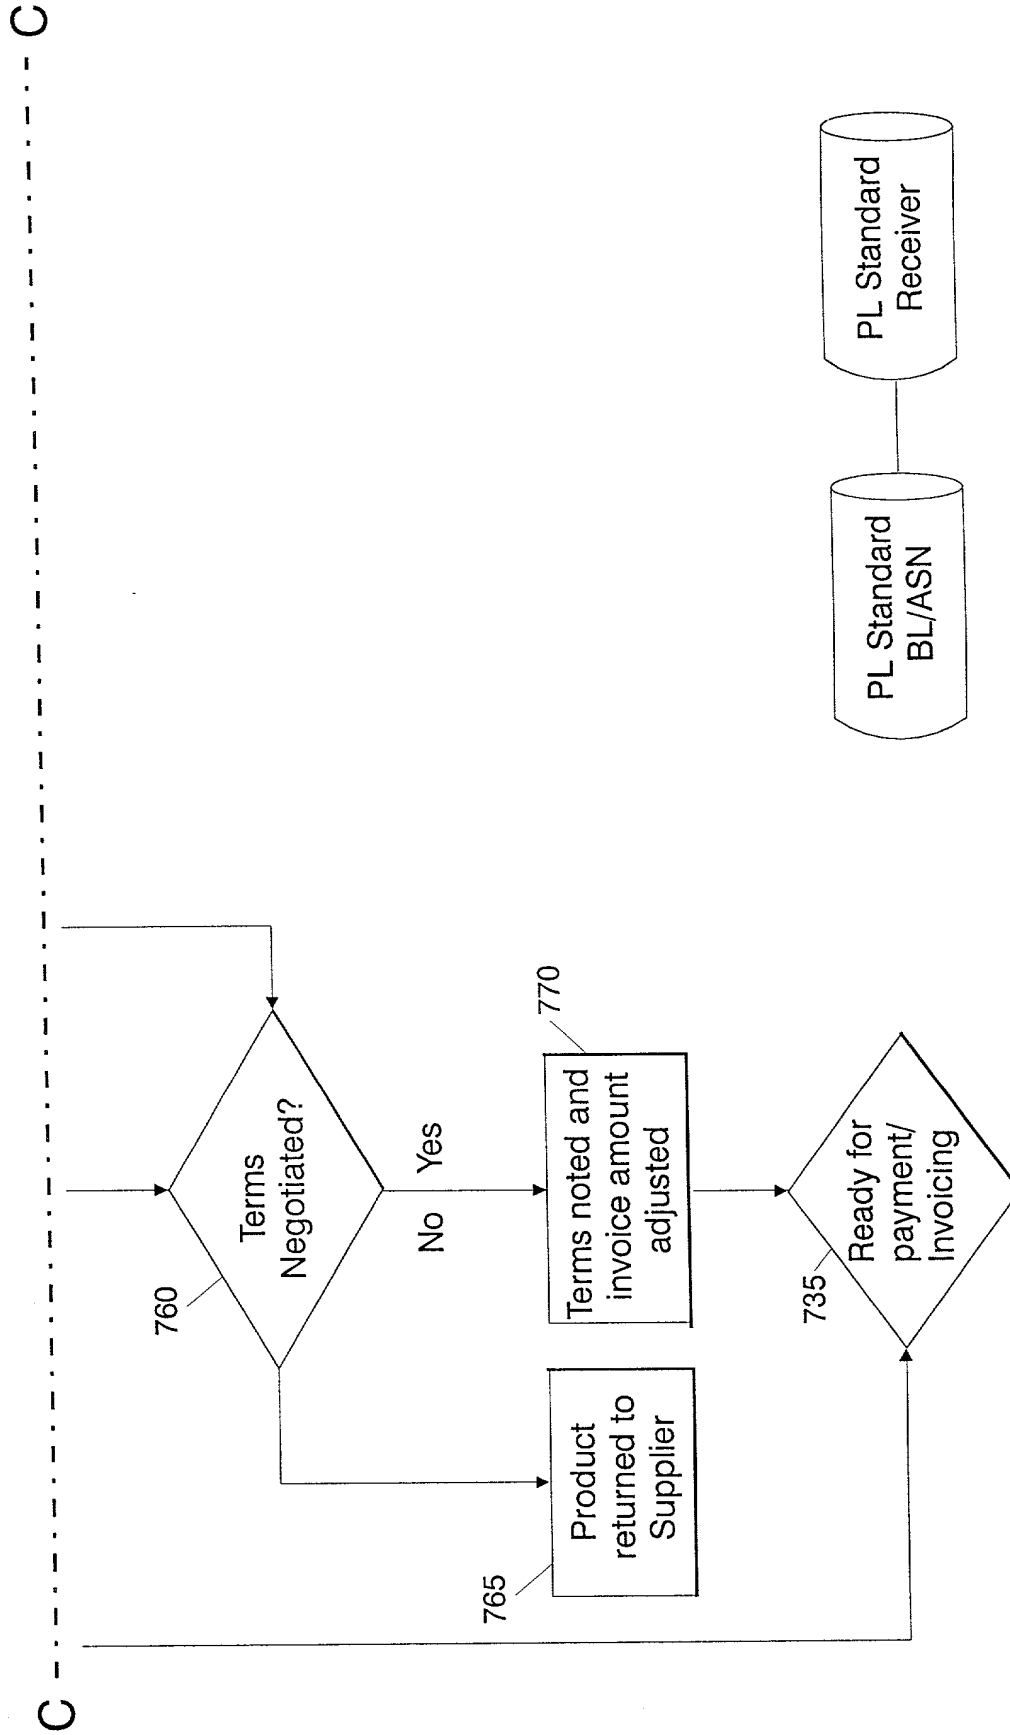 C
C
760
Terms
Negotiated?
No
Yes
765
Product
returned to
Supplier
770
Terms noted and
invoice amount
adjusted
735
Ready for
payment/
Invoicing
PL Standard
BL/ASN
PL Standard
Receiver